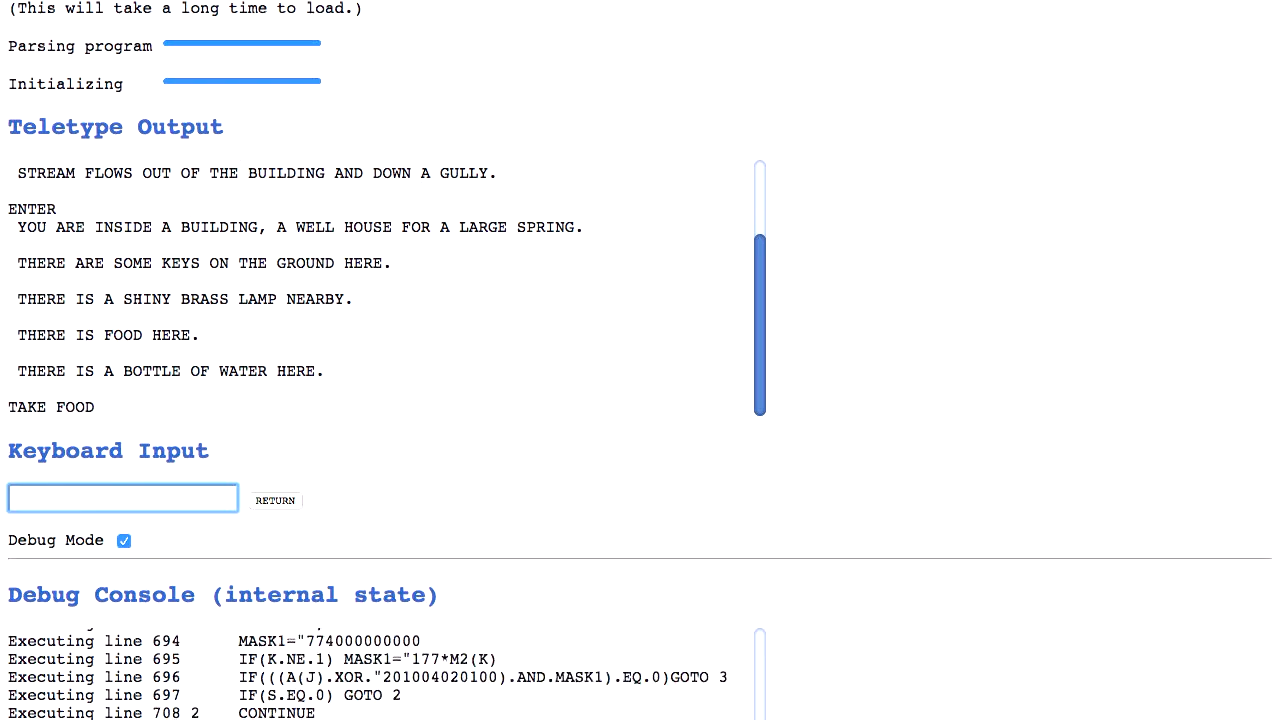 (This will take a long time to load.)
Parsing program
Initializing
Teletype Output
STREAM FLOWS OUT OF THE BUILDING AND DOWN A GULLY.
ENTER
YOU ARE INSIDE A BUILDING, A WELL HOUSE FOR A LARGE SPRING.
THERE ARE SOME KEYS ON THE GROUND HERE.
THERE IS A SHINY BRASS LAMP NEARBY.
THERE IS FOOD HERE.
THERE IS A BOTTLE OF WATER HERE.
TAKE FOOD
Keyboard Input
RETURN
Debug Mode
Debug Console (internal state)
Executing line 694 MASK1="774000000000
Executing line 695 IF(K.NE.1) MASK1="177*M2(K)
Executing line 696 IF(((A(J).XOR."201004020100).AND.MASK1).EQ.0)GOTO 3
Executing line 697 IF(S.EQ.0) GOTO 2
Executing line 708 2 CONTINUE